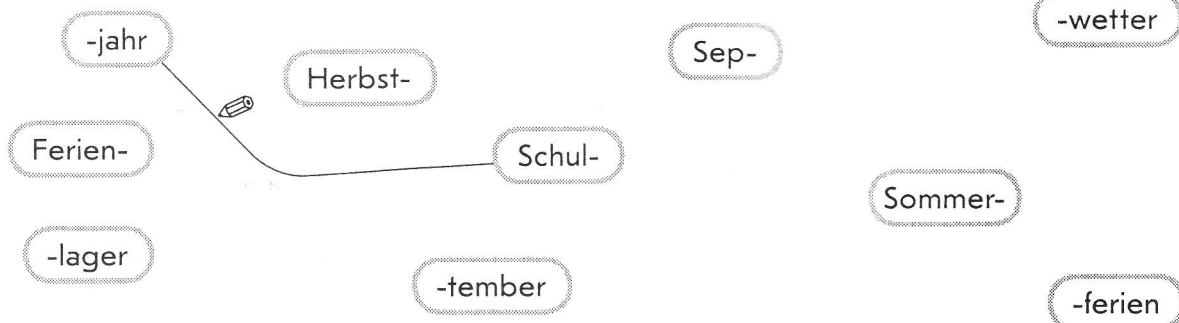 -jahr
Herbst-
Sep-
-wetter
Ferien-
Schul-
Sommer-
-lager
-tember
-ferien